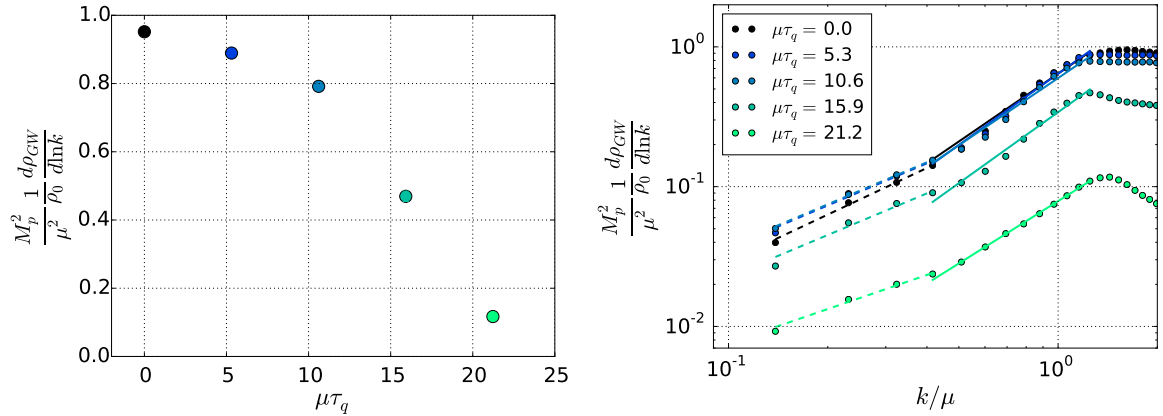 1.0
0.8
0.6
0.4
0.2
0.0
0 5 10 15 20 25
μτ_q
M_p^2/μ^2 1/ρ_0 dρ_GW/dlnk
μτ_q = 0.0
μτ_q = 5.3
μτ_q = 10.6
μτ_q = 15.9
μτ_q = 21.2
10^0
10^-1
10^-2
10^-1 10^0
k/μ
M_p^2/μ^2 1/ρ_0 dρ_GW/dlnk